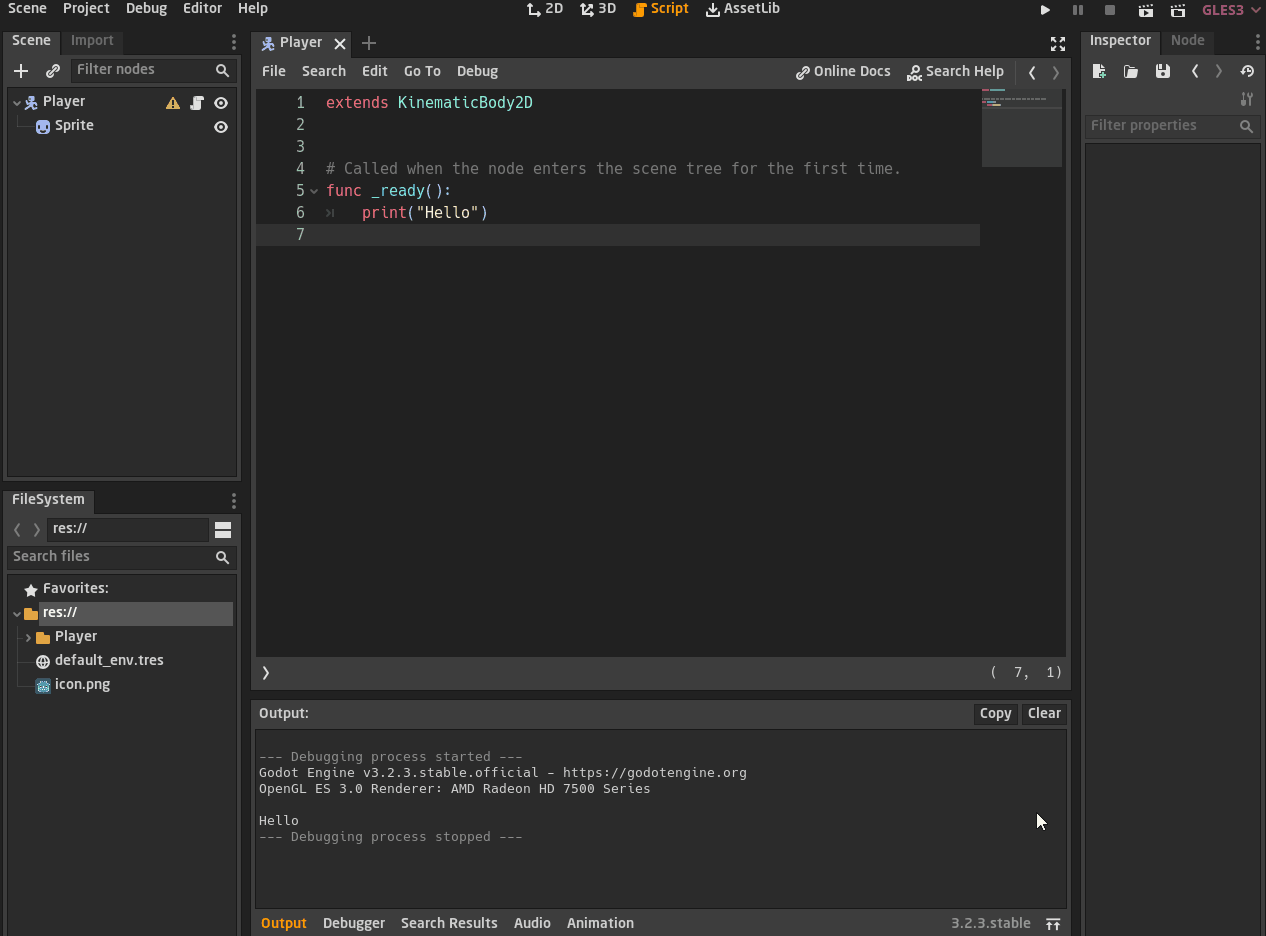 Scene Project Debug Editor Help
2D 3D Script AssetLib
GLES3
Scene Import
Filter nodes
Player
Sprite
FileSystem
res://
Search files
Favorites:
res://
Player
default_env.tres
icon.png
Player
File Search Edit Go To Debug
Online Docs Search Help
1 extends KinematicBody2D
2
3
4 # Called when the node enters the scene tree for the first time.
5 func _ready():
6 print("Hello")
7
( 7, 1)
Output:
Copy Clear
--- Debugging process started ---
Godot Engine v3.2.3.stable.official - https://godotengine.org
OpenGL ES 3.0 Renderer: AMD Radeon HD 7500 Series
Hello
--- Debugging process stopped ---
Output Debugger Search Results Audio Animation
3.2.3.stable
Inspector Node
Filter properties